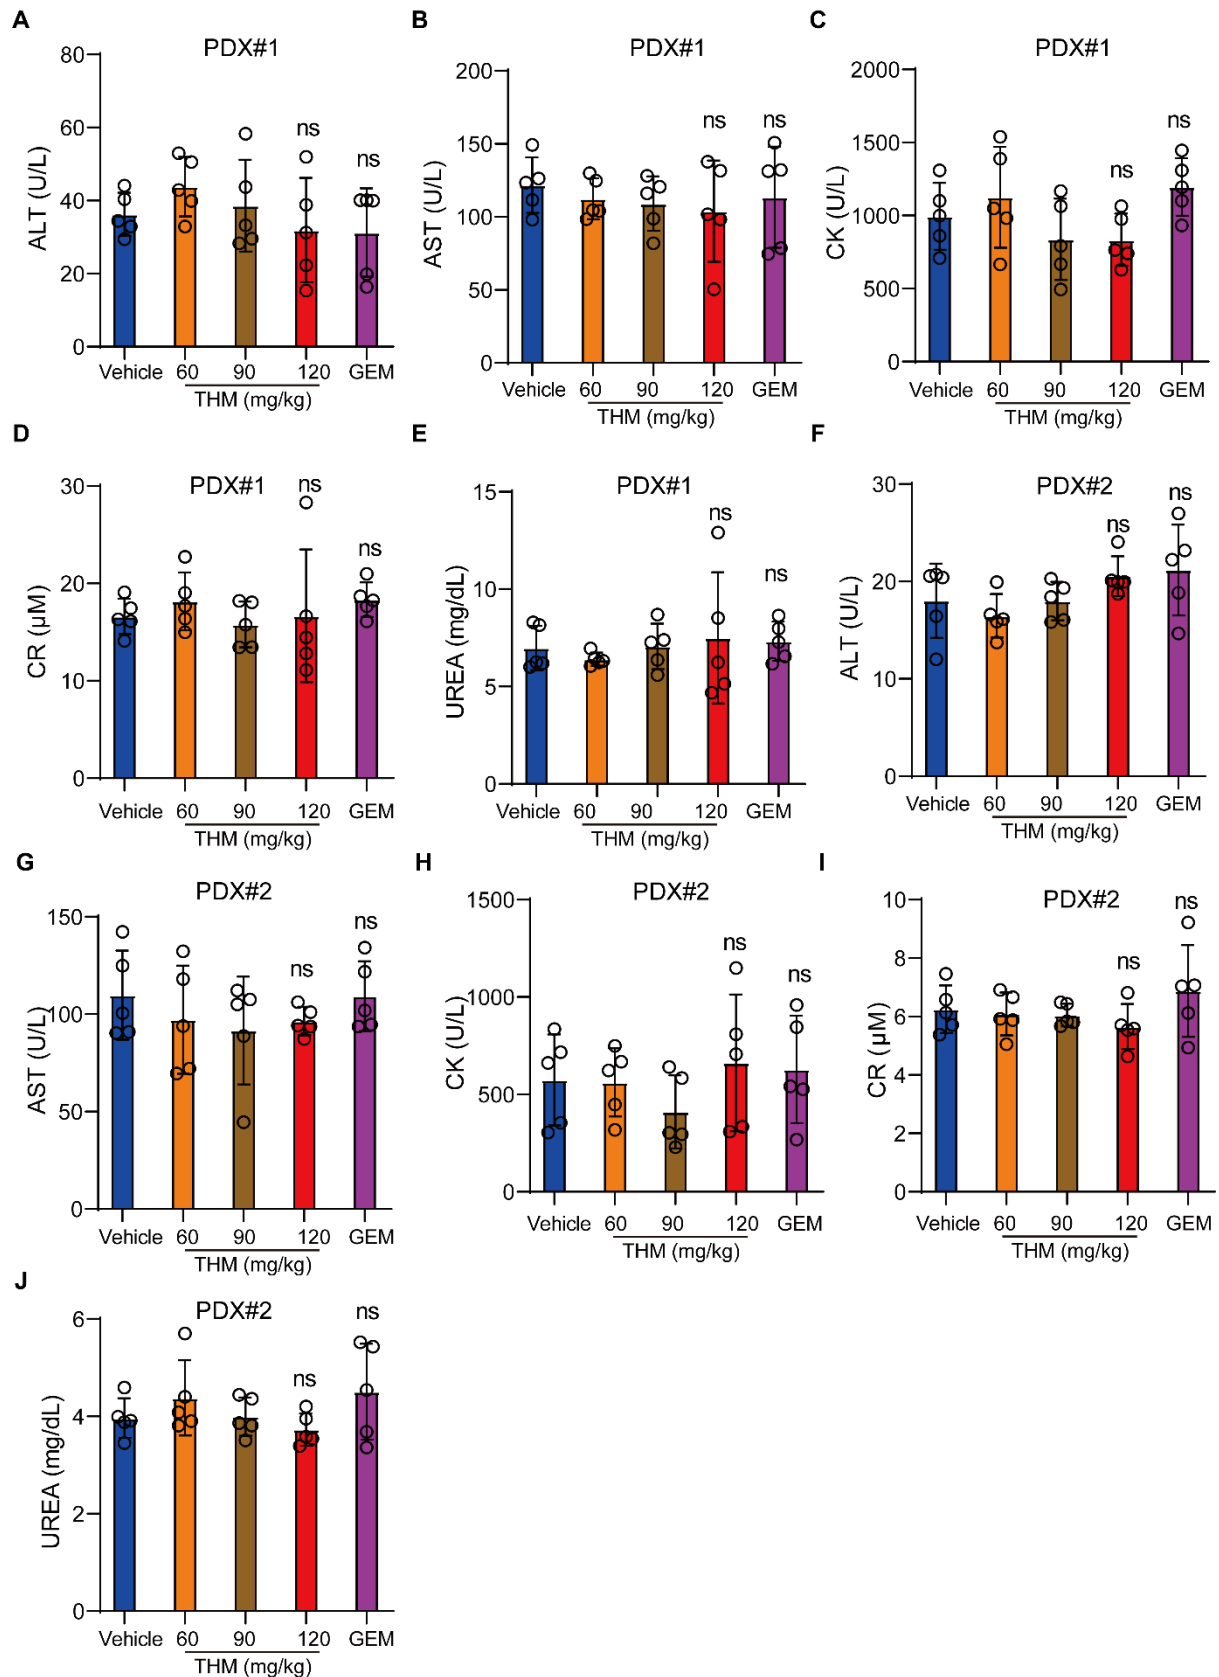 A
PDX#1
ALT (U/L)
80
60
40
20
0
ns
ns
Vehicle 60 90 120 GEM
THM (mg/kg)
B
PDX#1
AST (U/L)
200
150
100
50
0
ns
ns
Vehicle 60 90 120 GEM
THM (mg/kg)
C
PDX#1
CK (U/L)
2000
1500
1000
500
0
ns
ns
Vehicle 60 90 120 GEM
THM (mg/kg)
D
PDX#1
CR (µM)
30
20
10
0
ns
ns
Vehicle 60 90 120 GEM
THM (mg/kg)
E
PDX#1
UREA (mg/dL)
15
10
5
0
ns
ns
Vehicle 60 90 120 GEM
THM (mg/kg)
F
PDX#2
ALT (U/L)
30
20
10
0
ns
ns
Vehicle 60 90 120 GEM
THM (mg/kg)
G
PDX#2
AST (U/L)
150
100
50
0
ns
ns
Vehicle 60 90 120 GEM
THM (mg/kg)
H
PDX#2
CK (U/L)
1500
1000
500
0
ns
ns
Vehicle 60 90 120 GEM
THM (mg/kg)
I
PDX#2
CR (µM)
10
8
6
4
2
0
ns
ns
Vehicle 60 90 120 GEM
THM (mg/kg)
J
PDX#2
UREA (mg/dL)
6
4
2
0
ns
ns
Vehicle 60 90 120 GEM
THM (mg/kg)